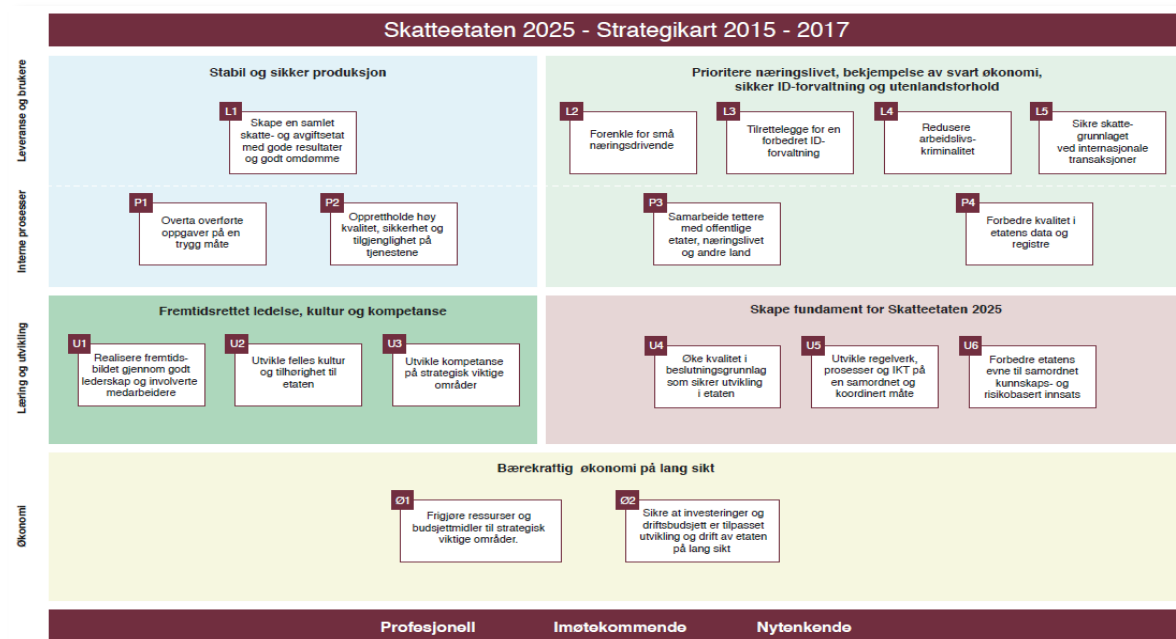 Skatteetaten 2025 - Strategikart 2015 - 2017
Leveranse og brukere
Stabil og sikker produksjon
L1
Skape en samlet
skatte- og avgiftsetat
med gode resultater
og godt omdømme
Prioritere næringslivet, bekjempelse av svart økonomi,
sikker ID-forvaltning og utenlandsforhold
L2
Forenkle for små
næringsdrivende
L3
Tilrettelegge for en
forbedret ID-
forvaltning
L4
Redusere
arbeidslivs-
kriminalitet
L5
Sikre skatte-
grunnlaget
ved internasjonale
transaksjoner
Interne prosesser
P1
Overta overførte
oppgaver på en
trygg måte
P2
Opprettholde høy
kvalitet, sikkerhet og
tilgjenglighet på
tjenestene
P3
Samarbeide tettere
med offentlige
etater, næringslivet
og andre land
P4
Forbedre kvalitet i
etatens data og
registre
Læring og utvikling
Fremtidsrettet ledelse, kultur og kompetanse
U1
Realisere fremtids-
bildet gjennom godt
lederskap og involverte
medarbeidere
U2
Utvikle felles kultur
og tilhørighet til
etaten
U3
Utvikle kompetanse
på strategisk viktige
områder
Skape fundament for Skatteetaten 2025
U4
Øke kvalitet i
beslutningsgrunnlag
som sikrer utvikling
i etaten
U5
Utvikle regelverk,
prosesser og IKT på
en samordnet og
koordinert måte
U6
Forbedre etatens
evne til samordnet
kunnskaps- og
risikobasert innsats
Økonomi
Bærekraftig økonomi på lang sikt
Ø1
Frigjøre ressurser og
budsjettmidler til strategisk
viktige områder.
Ø2
Sikre at investeringer og
driftsbudsjett er tilpasset
utvikling og drift av etaten
på lang sikt
Profesjonell Imøtekommende Nytenkende